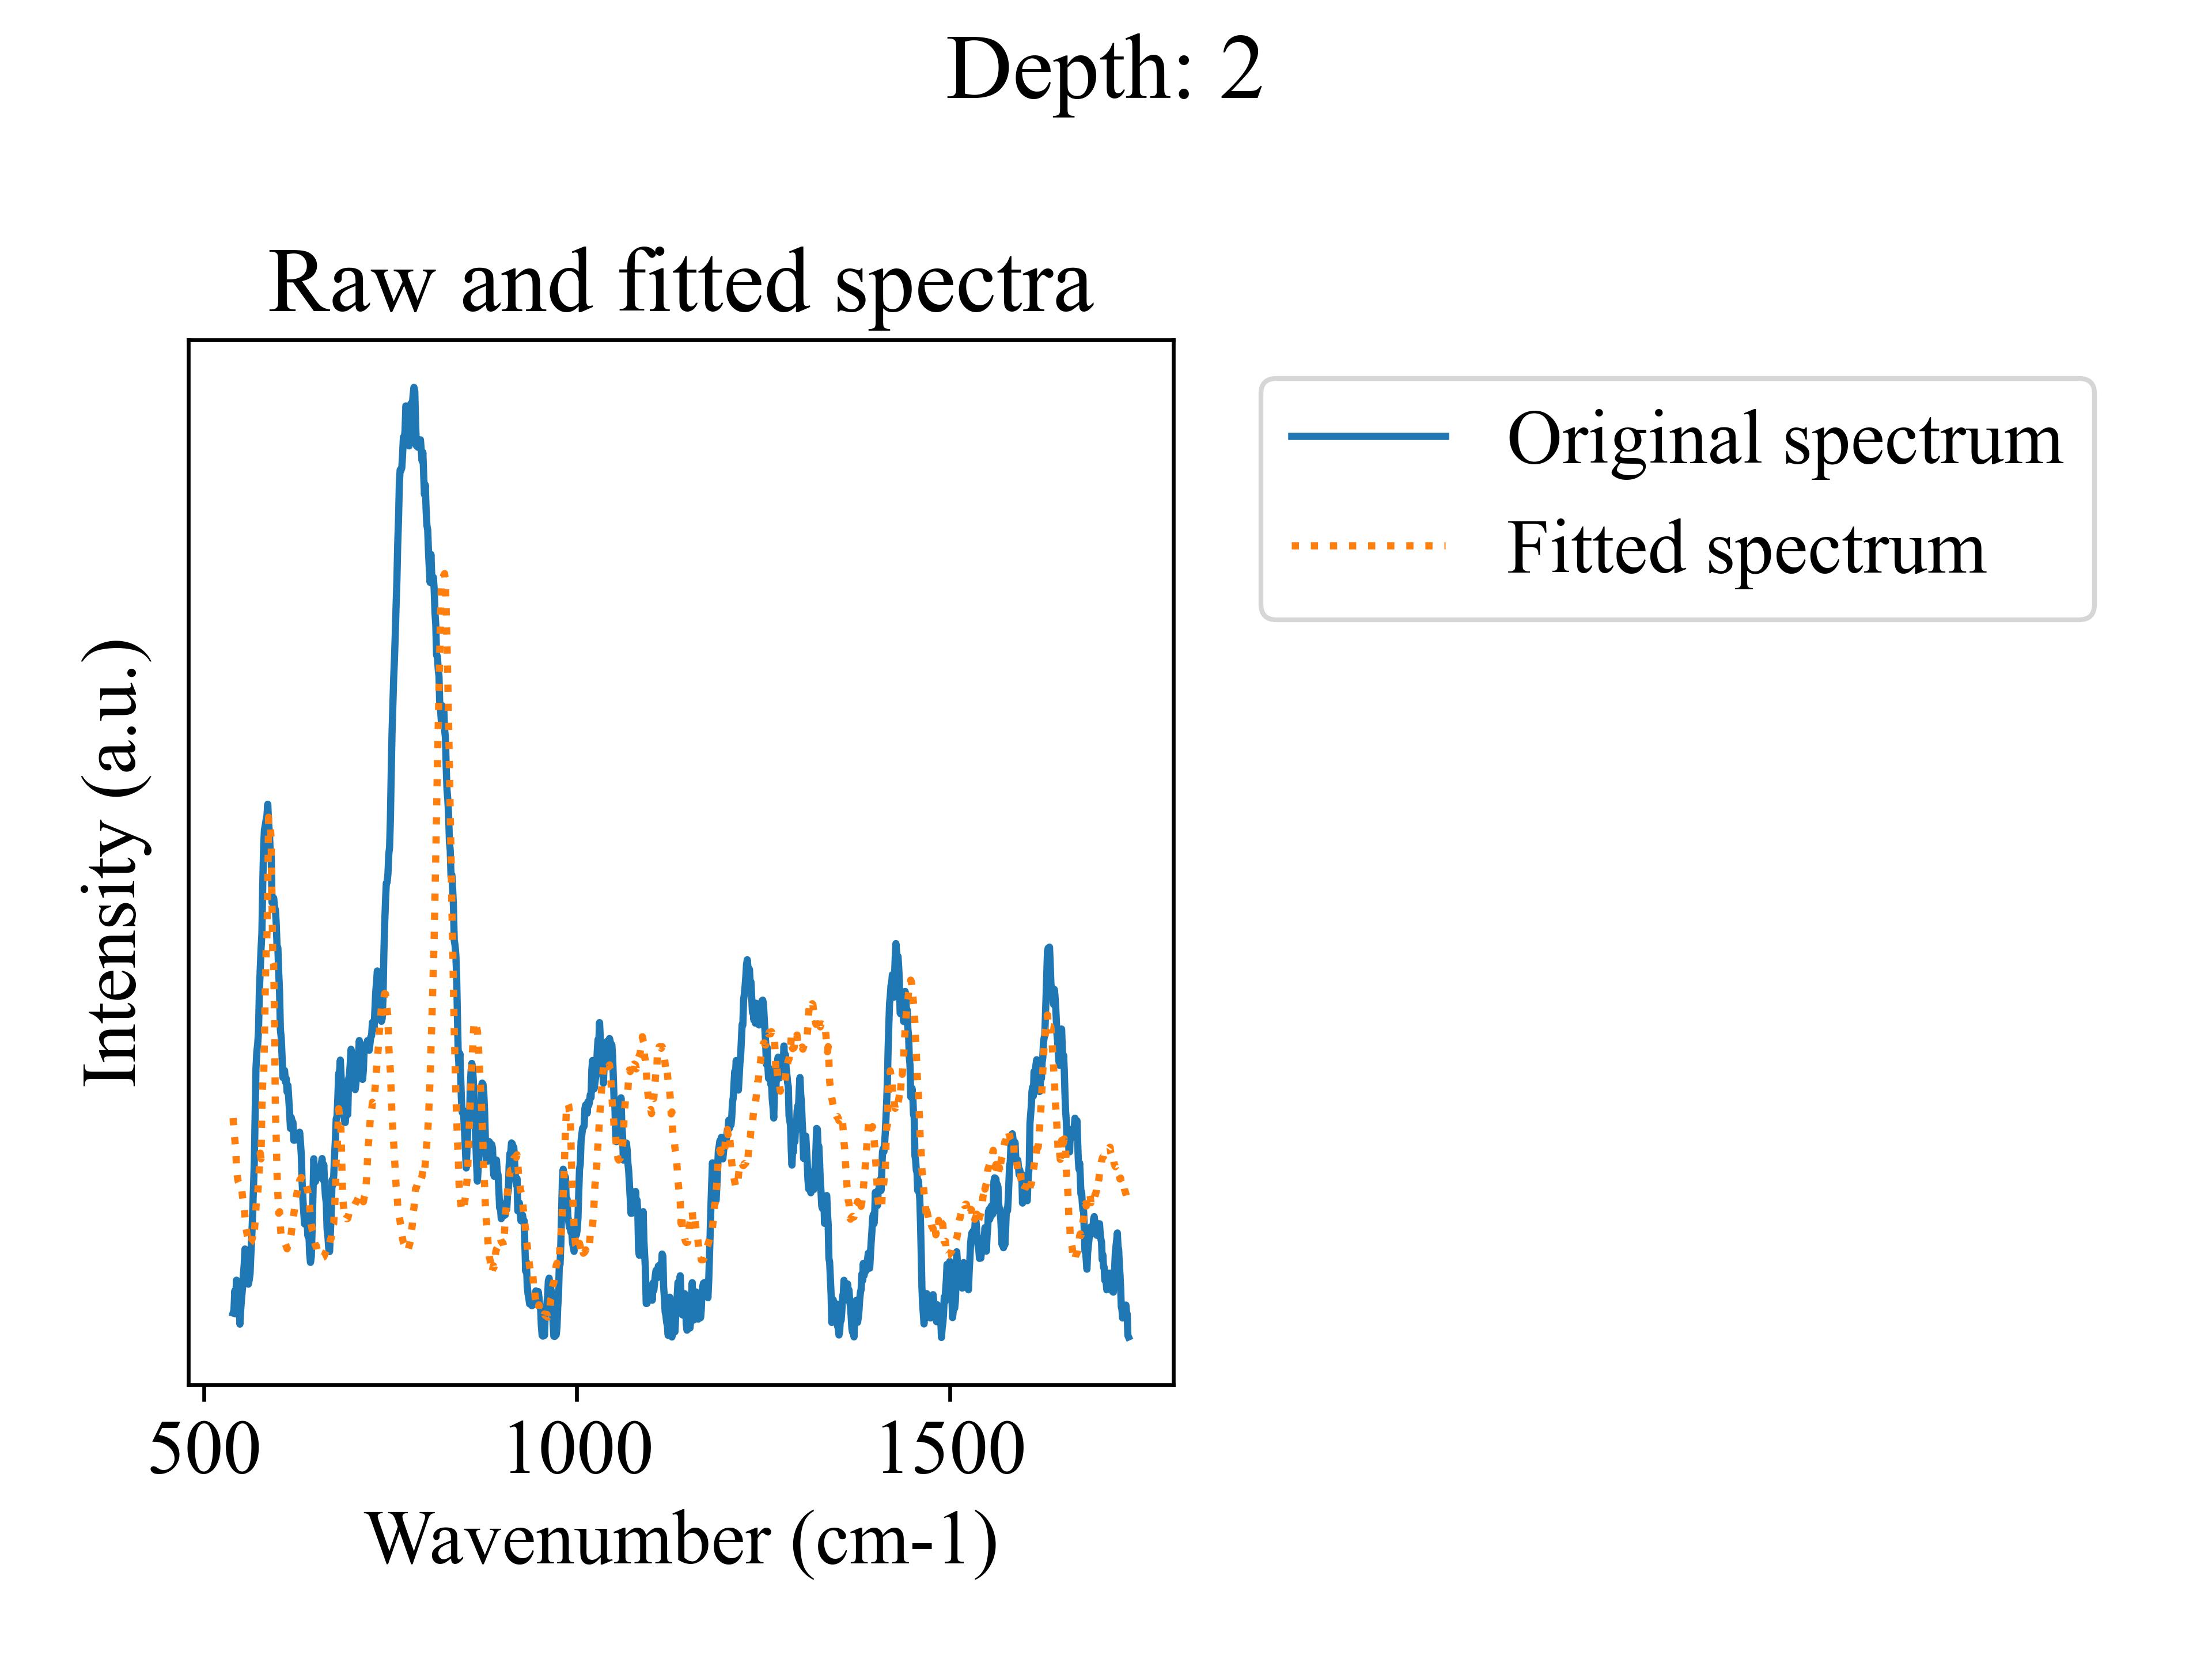 Depth: 2
Raw and fitted spectra
Original spectrum
Fitted spectrum
Intensity (a.u.)
500 1000 1500
Wavenumber (cm-1)